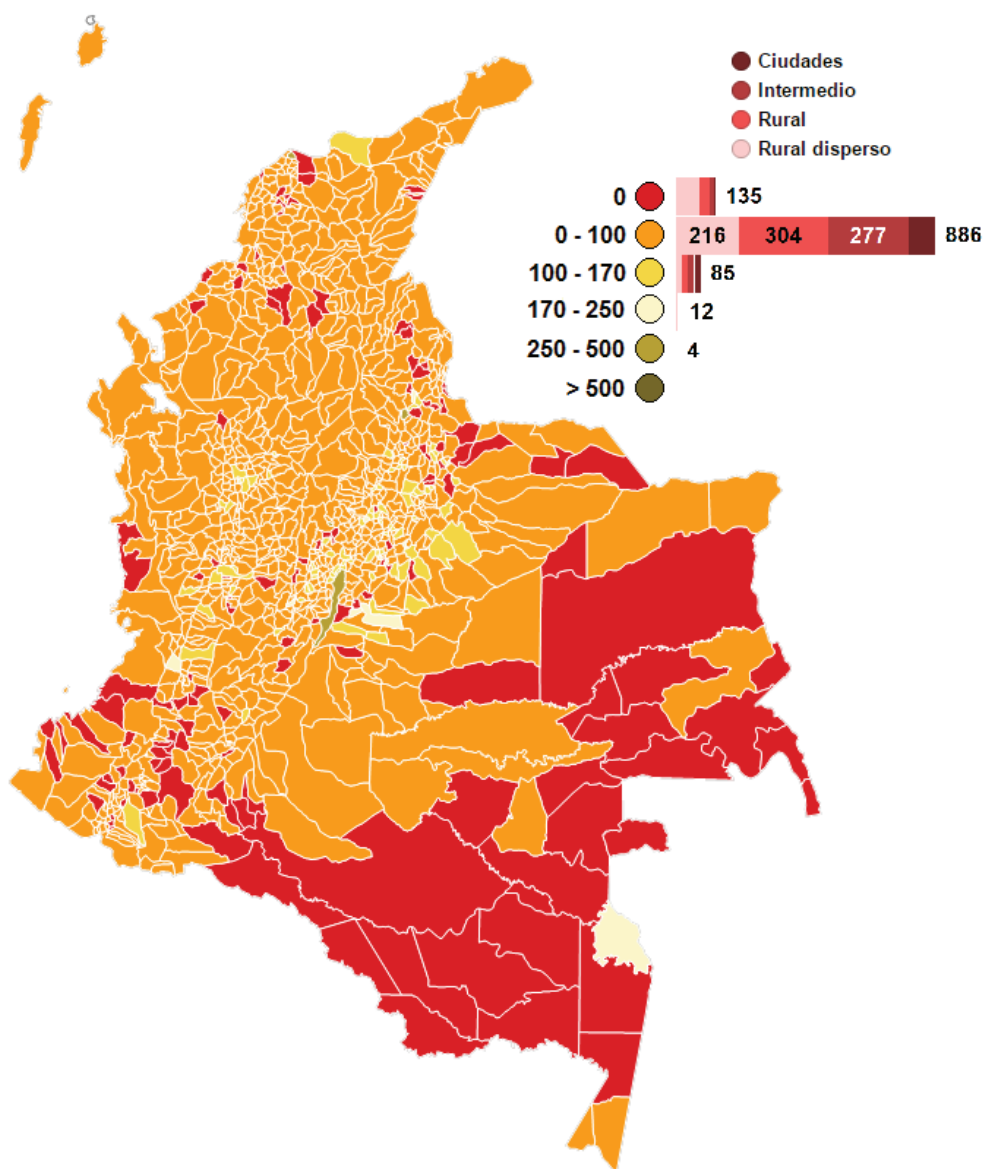 Ciudades
Intermedio
Rural
Rural disperso
0 135
0 - 100 216 304 277 886
100 - 170 85
170 - 250 12
250 - 500 4
> 500